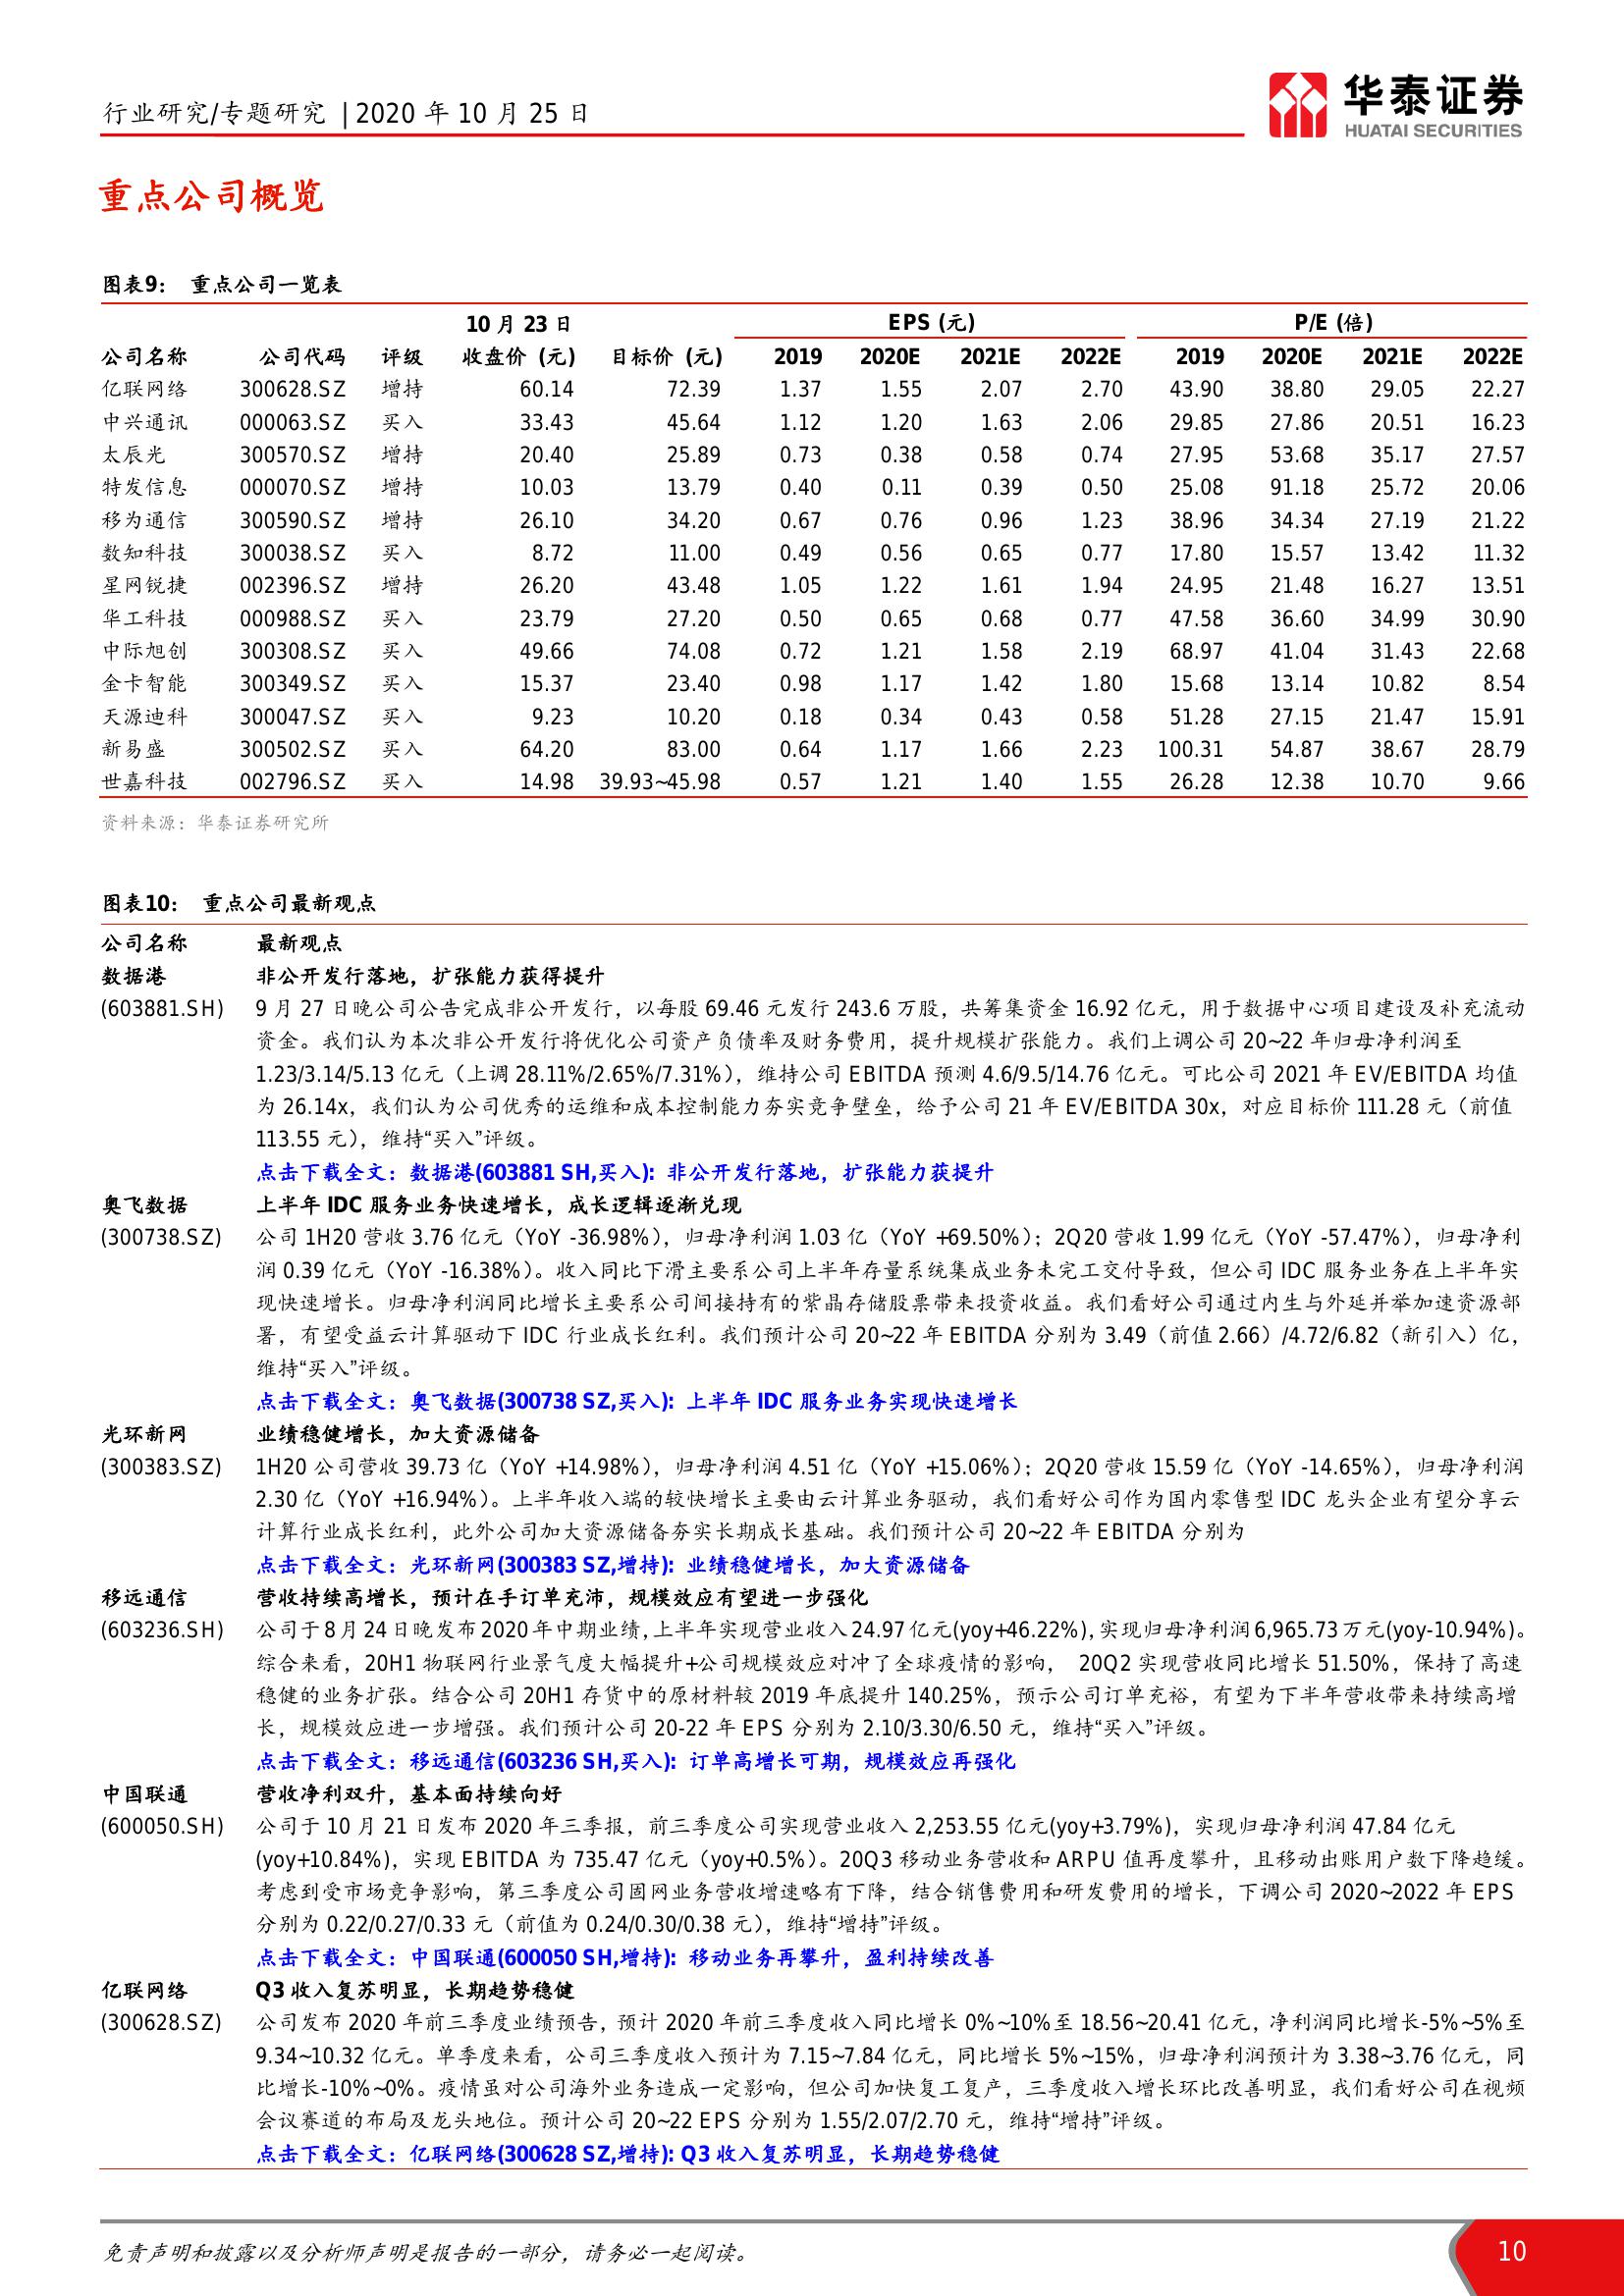 行业研究/专题研究 | 2020 年 10 月 25 日
华泰证券
HUATAI SECURITIES
重点公司概览
图表9： 重点公司一览表
10 月 23 日 EPS (元) P/E (倍)
公司名称 公司代码 评级 收盘价 (元) 目标价 (元) 2019 2020E 2021E 2022E 2019 2020E 2021E 2022E
亿联网络 300628.SZ 增持 60.14 72.39 1.37 1.55 2.07 2.70 43.90 38.80 29.05 22.27
中兴通讯 000063.SZ 买入 33.43 45.64 1.12 1.20 1.63 2.06 29.85 27.86 20.51 16.23
太辰光 300570.SZ 增持 20.40 25.89 0.73 0.38 0.58 0.74 27.95 53.68 35.17 27.57
特发信息 000070.SZ 增持 10.03 13.79 0.40 0.11 0.39 0.50 25.08 91.18 25.72 20.06
移为通信 300590.SZ 增持 26.10 34.20 0.67 0.76 0.96 1.23 38.96 34.34 27.19 21.22
数知科技 300038.SZ 买入 8.72 11.00 0.49 0.56 0.65 0.77 17.80 15.57 13.42 11.32
星网锐捷 002396.SZ 增持 26.20 43.48 1.05 1.22 1.61 1.94 24.95 21.48 16.27 13.51
华工科技 000988.SZ 买入 23.79 27.20 0.50 0.65 0.68 0.77 47.58 36.60 34.99 30.90
中际旭创 300308.SZ 买入 49.66 74.08 0.72 1.21 1.58 2.19 68.97 41.04 31.43 22.68
金卡智能 300349.SZ 买入 15.37 23.40 0.98 1.17 1.42 1.80 15.68 13.14 10.82 8.54
天源迪科 300047.SZ 买入 9.23 10.20 0.18 0.34 0.43 0.58 51.28 27.15 21.47 15.91
新易盛 300502.SZ 买入 64.20 83.00 0.64 1.17 1.66 2.23 100.31 54.87 38.67 28.79
世嘉科技 002796.SZ 买入 14.98 39.93~45.98 0.57 1.21 1.40 1.55 26.28 12.38 10.70 9.66
资料来源：华泰证券研究所
图表10： 重点公司最新观点
公司名称 最新观点
数据港 非公开发行落地，扩张能力获得提升
(603881.SH) 9 月 27 日晚公司公告完成非公开发行，以每股 69.46 元发行 243.6 万股，共筹集资金 16.92 亿元，用于数据中心项目建设及补充流动
资金。我们认为本次非公开发行将优化公司资产负债率及财务费用，提升规模扩张能力。我们上调公司 20~22 年归母净利润至
1.23/3.14/5.13 亿元（上调 28.11%/2.65%/7.31%），维持公司 EBITDA 预测 4.6/9.5/14.76 亿元。可比公司 2021 年 EV/EBITDA 均值
为 26.14x，我们认为公司优秀的运维和成本控制能力夯实竞争壁垒，给予公司 21 年 EV/EBITDA 30x，对应目标价 111.28 元（前值
113.55 元），维持“买入”评级。
点击下载全文：数据港(603881 SH,买入): 非公开发行落地，扩张能力获提升
奥飞数据 上半年 IDC 服务业务快速增长，成长逻辑逐渐兑现
(300738.SZ) 公司 1H20 营收 3.76 亿元（YoY -36.98%），归母净利润 1.03 亿（YoY +69.50%）；2Q20 营收 1.99 亿元（YoY -57.47%），归母净利
润 0.39 亿元（YoY -16.38%）。收入同比下滑主要系公司上半年存量系统集成业务未完工交付导致，但公司 IDC 服务业务在上半年实
现快速增长。归母净利润同比增长主要系公司间接持有的紫晶存储股票带来投资收益。我们看好公司通过内生与外延并举加速资源部
署，有望受益云计算驱动下 IDC 行业成长红利。我们预计公司 20~22 年 EBITDA 分别为 3.49（前值 2.66）/4.72/6.82（新引入）亿，
维持“买入”评级。
点击下载全文：奥飞数据(300738 SZ,买入): 上半年 IDC 服务业务实现快速增长
光环新网 业绩稳健增长，加大资源储备
(300383.SZ) 1H20 公司营收 39.73 亿（YoY +14.98%），归母净利润 4.51 亿（YoY +15.06%）；2Q20 营收 15.59 亿（YoY -14.65%），归母净利润
2.30 亿（YoY +16.94%）。上半年收入端的较快增长主要由云计算业务驱动，我们看好公司作为国内零售型 IDC 龙头企业有望分享云
计算行业成长红利，此外公司加大资源储备夯实长期成长基础。我们预计公司 20~22 年 EBITDA 分别为
点击下载全文：光环新网(300383 SZ,增持): 业绩稳健增长，加大资源储备
移远通信 营收持续高增长，预计在手订单充沛，规模效应有望进一步强化
(603236.SH) 公司于 8 月 24 日晚发布 2020 年中期业绩,上半年实现营业收入 24.97 亿元(yoy+46.22%),实现归母净利润 6,965.73 万元(yoy-10.94%)。
综合来看，20H1 物联网行业景气度大幅提升+公司规模效应对冲了全球疫情的影响， 20Q2 实现营收同比增长 51.50%，保持了高速
稳健的业务扩张。结合公司 20H1 存货中的原材料较 2019 年底提升 140.25%，预示公司订单充裕，有望为下半年营收带来持续高增
长，规模效应进一步增强。我们预计公司 20-22 年 EPS 分别为 2.10/3.30/6.50 元，维持“买入”评级。
点击下载全文：移远通信(603236 SH,买入): 订单高增长可期，规模效应再强化
中国联通 营收净利双升，基本面持续向好
(600050.SH) 公司于 10 月 21 日发布 2020 年三季报，前三季度公司实现营业收入 2,253.55 亿元(yoy+3.79%)，实现归母净利润 47.84 亿元
(yoy+10.84%)，实现 EBITDA 为 735.47 亿元（yoy+0.5%）。20Q3 移动业务营收和 ARPU 值再度攀升，且移动出账用户数下降趋缓。
考虑到受市场竞争影响，第三季度公司固网业务营收增速略有下降，结合销售费用和研发费用的增长，下调公司 2020~2022 年 EPS
分别为 0.22/0.27/0.33 元（前值为 0.24/0.30/0.38 元），维持“增持”评级。
点击下载全文：中国联通(600050 SH,增持): 移动业务再攀升，盈利持续改善
亿联网络 Q3 收入复苏明显，长期趋势稳健
(300628.SZ) 公司发布 2020 年前三季度业绩预告，预计 2020 年前三季度收入同比增长 0%~10%至 18.56~20.41 亿元，净利润同比增长-5%~5%至
9.34~10.32 亿元。单季度来看，公司三季度收入预计为 7.15~7.84 亿元，同比增长 5%~15%，归母净利润预计为 3.38~3.76 亿元，同
比增长-10%~0%。疫情虽对公司海外业务造成一定影响，但公司加快复工复产，三季度收入增长环比改善明显，我们看好公司在视频
会议赛道的布局及龙头地位。预计公司 20~22 EPS 分别为 1.55/2.07/2.70 元，维持“增持”评级。
点击下载全文：亿联网络(300628 SZ,增持): Q3 收入复苏明显，长期趋势稳健
免责声明和披露以及分析师声明是报告的一部分，请务必一起阅读。
10